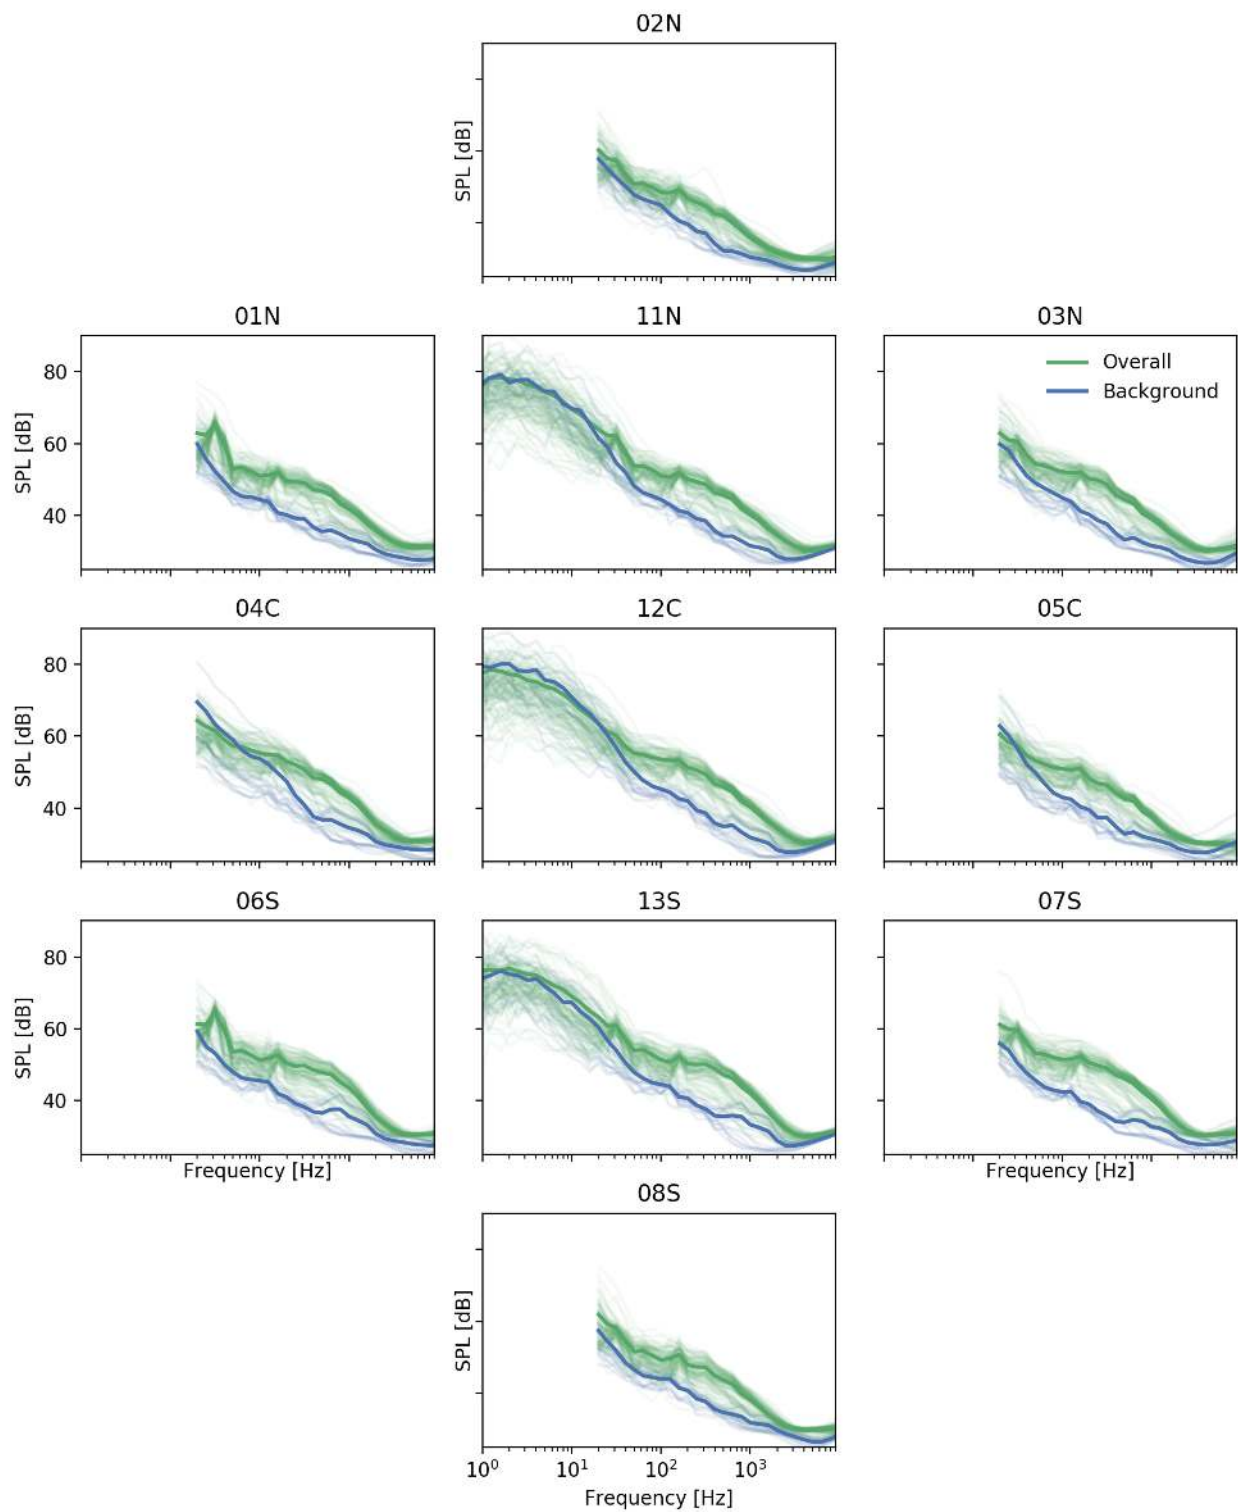 02N
SPL [dB]
01N
11N
03N
80
60
40
SPL [dB]
Overall
Background
04C
12C
05C
80
60
40
SPL [dB]
06S
13S
07S
80
60
40
SPL [dB]
Frequency [Hz]
Frequency [Hz]
08S
SPL [dB]
10⁰ 10¹ 10² 10³
Frequency [Hz]